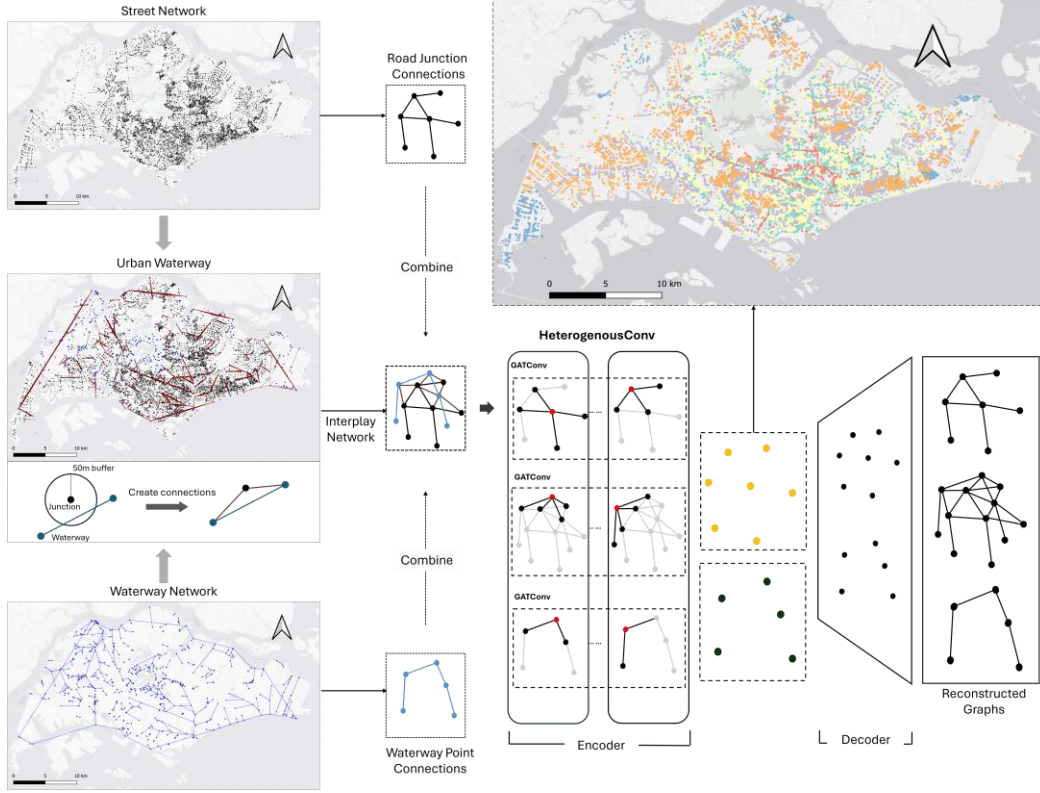 Street Network
0 5 10 km
Urban Waterway
0 5 10 km
50m buffer
Junction
Waterway
Create connections
Waterway Network
0 5 10 km
Road Junction
Connections
Combine
Interplay
Network
Combine
Waterway Point
Connections
0 5 10 km
HeterogenousConv
GATConv
GATConv
GATConv
Encoder
Decoder
Reconstructed
Graphs